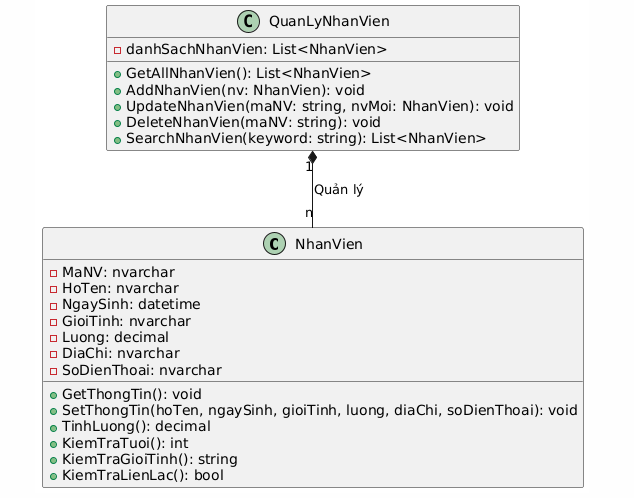 C QuanLyNhanVien
danhSachNhanVien: List<NhanVien>
GetAllNhanVien(): List<NhanVien>
AddNhanVien(nv: NhanVien): void
UpdateNhanVien(maNV: string, nvMoi: NhanVien): void
DeleteNhanVien(maNV: string): void
SearchNhanVien(keyword: string): List<NhanVien>
1
Quản lý
n
C NhanVien
MaNV: nvarchar
HoTen: nvarchar
NgaySinh: datetime
GioiTinh: nvarchar
Luong: decimal
DiaChi: nvarchar
SoDienThoai: nvarchar
GetThongTin(): void
SetThongTin(hoTen, ngaySinh, gioiTinh, luong, diaChi, soDienThoai): void
TinhLuong(): decimal
KiemTraTuoi(): int
KiemTraGioiTinh(): string
KiemTraLienLac(): bool